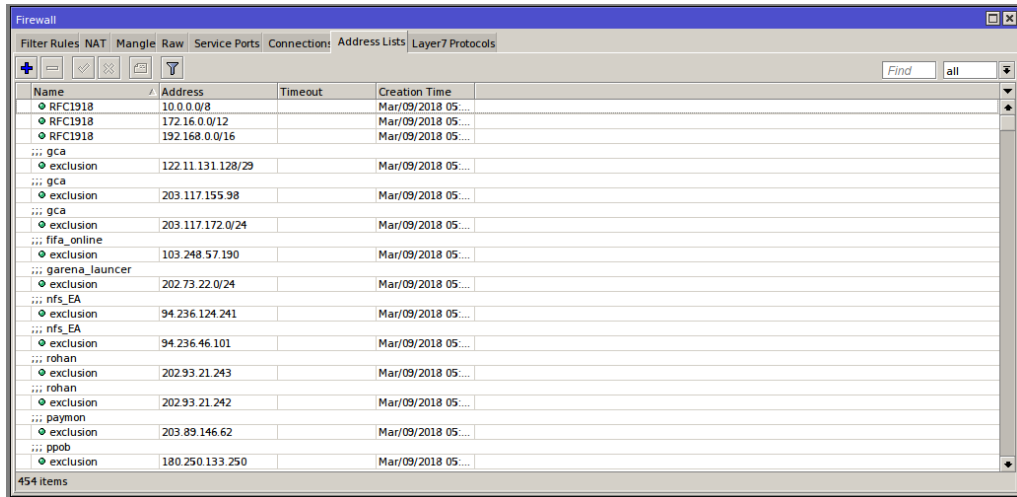 Firewall
Filter Rules NAT Mangle Raw Service Ports Connections Address Lists Layer7 Protocols
Find all
Name Address Timeout Creation Time
RFC1918 10.0.0.0/8 Mar/09/2018 05:...
RFC1918 172.16.0.0/12 Mar/09/2018 05:...
RFC1918 192.168.0.0/16 Mar/09/2018 05:...
;;; gca
exclusion 122.11.131.128/29 Mar/09/2018 05:...
;;; gca
exclusion 203.117.155.98 Mar/09/2018 05:...
;;; gca
exclusion 203.117.172.0/24 Mar/09/2018 05:...
;;; fifa_online
exclusion 103.248.57.190 Mar/09/2018 05:...
;;; garena_launcer
exclusion 202.73.22.0/24 Mar/09/2018 05:...
;;; nfs_EA
exclusion 94.236.124.241 Mar/09/2018 05:...
;;; nfs_EA
exclusion 94.236.46.101 Mar/09/2018 05:...
;;; rohan
exclusion 202.93.21.243 Mar/09/2018 05:...
;;; rohan
exclusion 202.93.21.242 Mar/09/2018 05:...
;;; paymon
exclusion 203.89.146.62 Mar/09/2018 05:...
;;; ppob
exclusion 180.250.133.250 Mar/09/2018 05:...
454 items